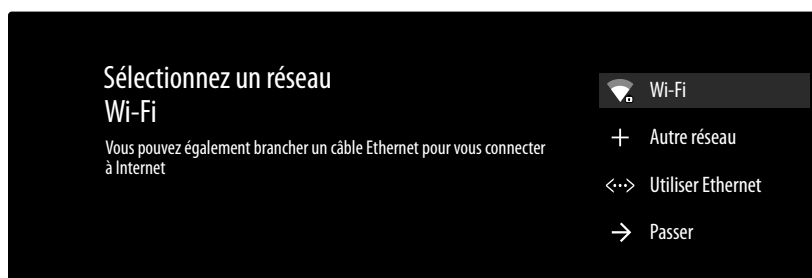 Sélectionnez un réseau
Wi-Fi
Vous pouvez également brancher un câble Ethernet pour vous connecter
à Internet
Wi-Fi
Autre réseau
Utiliser Ethernet
Passer